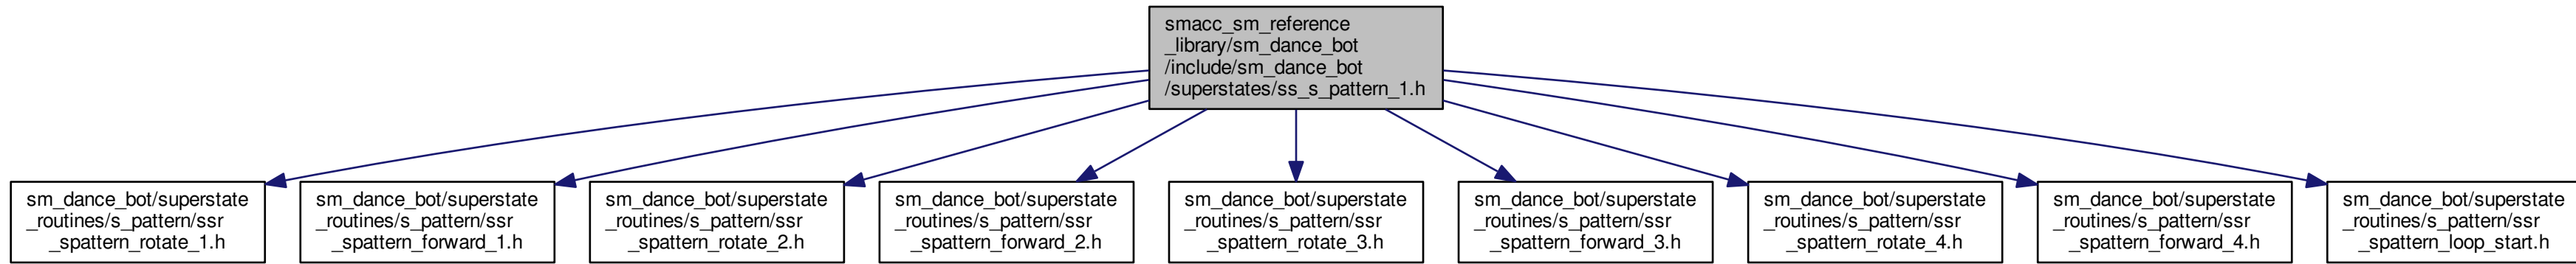 smacc_sm_reference
_library/sm_dance_bot
/include/sm_dance_bot
/superstates/ss_s_pattern_1.h
sm_dance_bot/superstate
_routines/s_pattern/ssr
_spattern_rotate_1.h
sm_dance_bot/superstate
_routines/s_pattern/ssr
_spattern_forward_1.h
sm_dance_bot/superstate
_routines/s_pattern/ssr
_spattern_rotate_2.h
sm_dance_bot/superstate
_routines/s_pattern/ssr
_spattern_forward_2.h
sm_dance_bot/superstate
_routines/s_pattern/ssr
_spattern_rotate_3.h
sm_dance_bot/superstate
_routines/s_pattern/ssr
_spattern_forward_3.h
sm_dance_bot/superstate
_routines/s_pattern/ssr
_spattern_rotate_4.h
sm_dance_bot/superstate
_routines/s_pattern/ssr
_spattern_forward_4.h
sm_dance_bot/superstate
_routines/s_pattern/ssr
_spattern_loop_start.h